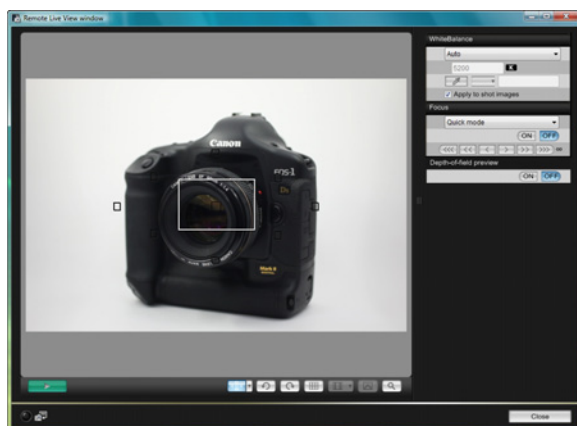 Remote Live View window
WhiteBalance
Auto
5200
K
Apply to shot images
Focus
Quick mode
ON OFF
<<< << < > >> >>> ∞
Depth-of-field preview
ON OFF
Canon
EOS-1
Ds
Mark II
Close